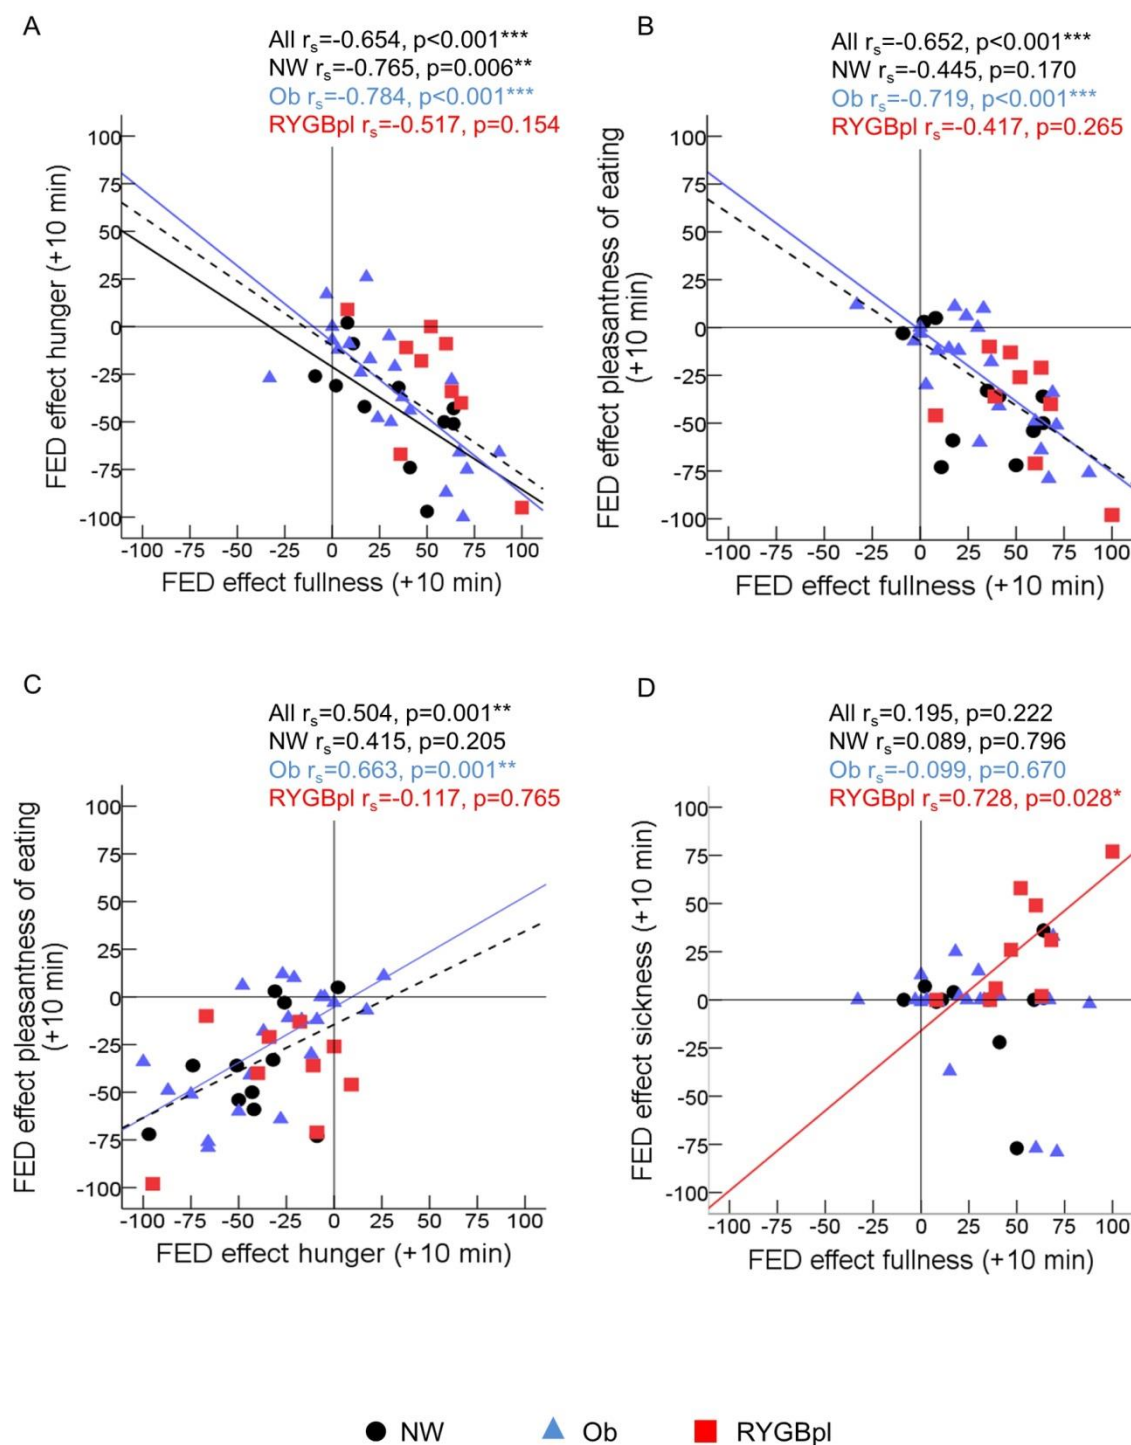 A
All rs=-0.654, p<0.001***
NW rs=-0.765, p=0.006**
Ob rs=-0.784, p<0.001***
RYGBpl rs=-0.517, p=0.154
FED effect hunger (+10 min)
100
75
50
25
0
-25
-50
-75
-100
-100 -75 -50 -25 0 25 50 75 100
FED effect fullness (+10 min)
B
All rs=-0.652, p<0.001***
NW rs=-0.445, p=0.170
Ob rs=-0.719, p<0.001***
RYGBpl rs=-0.417, p=0.265
FED effect pleasantness of eating
(+10 min)
100
75
50
25
0
-25
-50
-75
-100
-100 -75 -50 -25 0 25 50 75 100
FED effect fullness (+10 min)
C
All rs=0.504, p=0.001**
NW rs=0.415, p=0.205
Ob rs=0.663, p=0.001**
RYGBpl rs=-0.117, p=0.765
FED effect pleasantness of eating
(+10 min)
100
75
50
25
0
-25
-50
-75
-100
-100 -75 -50 -25 0 25 50 75 100
FED effect hunger (+10 min)
D
All rs=0.195, p=0.222
NW rs=0.089, p=0.796
Ob rs=-0.099, p=0.670
RYGBpl rs=0.728, p=0.028*
FED effect sickness (+10 min)
100
75
50
25
0
-25
-50
-75
-100
-100 -75 -50 -25 0 25 50 75 100
FED effect fullness (+10 min)
NW Ob RYGBpl